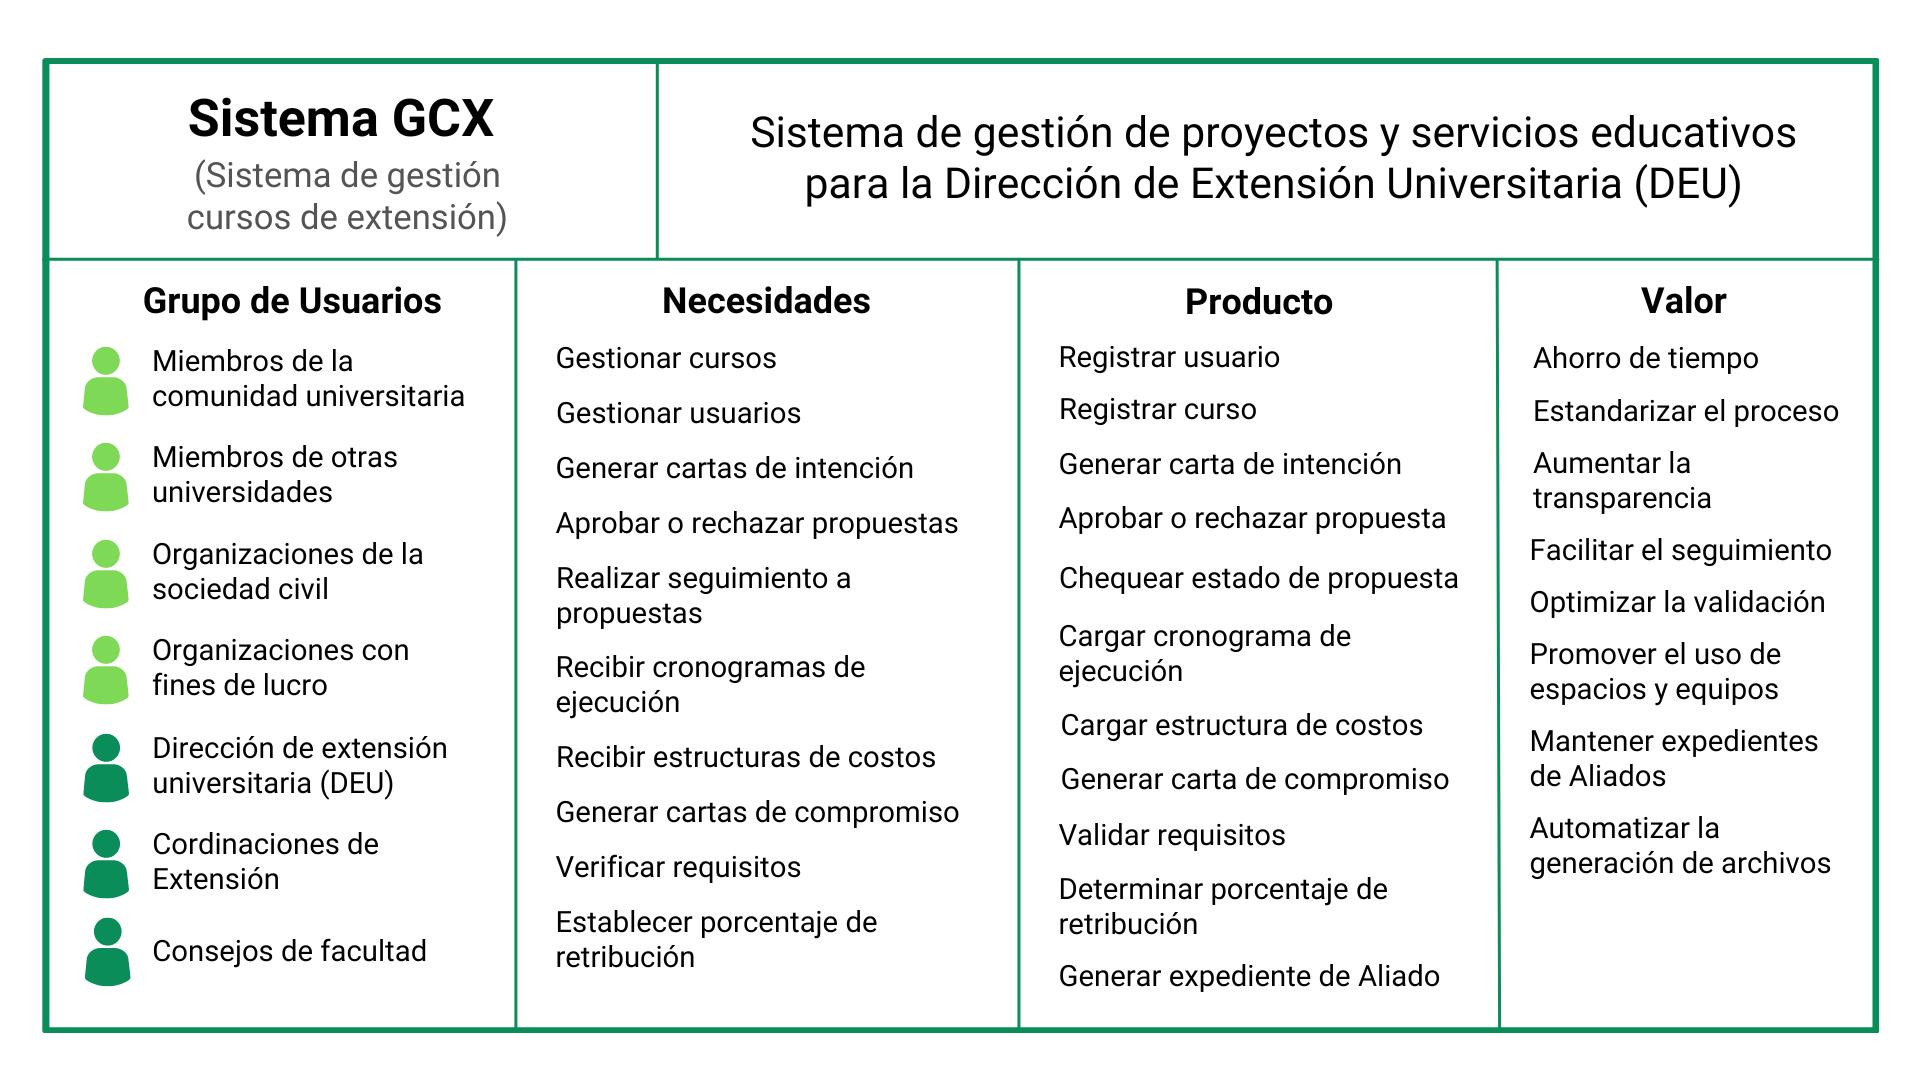 Sistema GCX
(Sistema de gestión
cursos de extensión)
Sistema de gestión de proyectos y servicios educativos
para la Dirección de Extensión Universitaria (DEU)
Grupo de Usuarios
Miembros de la
comunidad universitaria
Miembros de otras
universidades
Organizaciones de la
sociedad civil
Organizaciones con
fines de lucro
Dirección de extensión
universitaria (DEU)
Cordinaciones de
Extensión
Consejos de facultad
Necesidades
Gestionar cursos
Gestionar usuarios
Generar cartas de intención
Aprobar o rechazar propuestas
Realizar seguimiento a
propuestas
Recibir cronogramas de
ejecución
Recibir estructuras de costos
Generar cartas de compromiso
Verificar requisitos
Establecer porcentaje de
retribución
Producto
Registrar usuario
Registrar curso
Generar carta de intención
Aprobar o rechazar propuesta
Chequear estado de propuesta
Cargar cronograma de
ejecución
Cargar estructura de costos
Generar carta de compromiso
Validar requisitos
Determinar porcentaje de
retribución
Generar expediente de Aliado
Valor
Ahorro de tiempo
Estandarizar el proceso
Aumentar la
transparencia
Facilitar el seguimiento
Optimizar la validación
Promover el uso de
espacios y equipos
Mantener expedientes
de Aliados
Automatizar la
generación de archivos